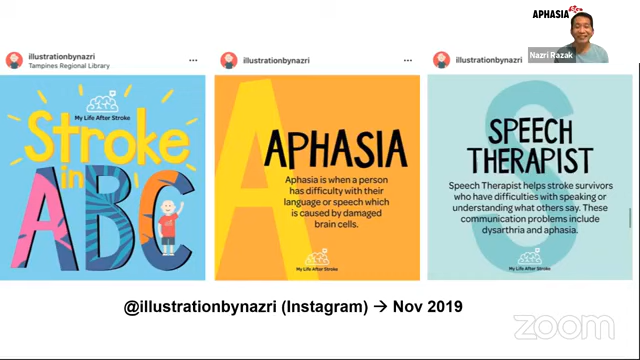 APHASIA
SG
Nazri Razak
illustrationbynazri
Tampines Regional Library
My Life After Stroke
Stroke
in
ABC
illustrationbynazri
A
APHASIA
Aphasia is when a person
has difficulty with their
language or speech which
is caused by damaged
brain cells.
My Life After Stroke
illustrationbynazri
S
SPEECH
THERAPIST
Speech Therapist helps stroke survivors
who have difficulties with speaking or
understanding what others say. These
communication problems include
dysarthria and aphasia.
My Life After Stroke
@illustrationbynazri (Instagram) → Nov 2019
zoom